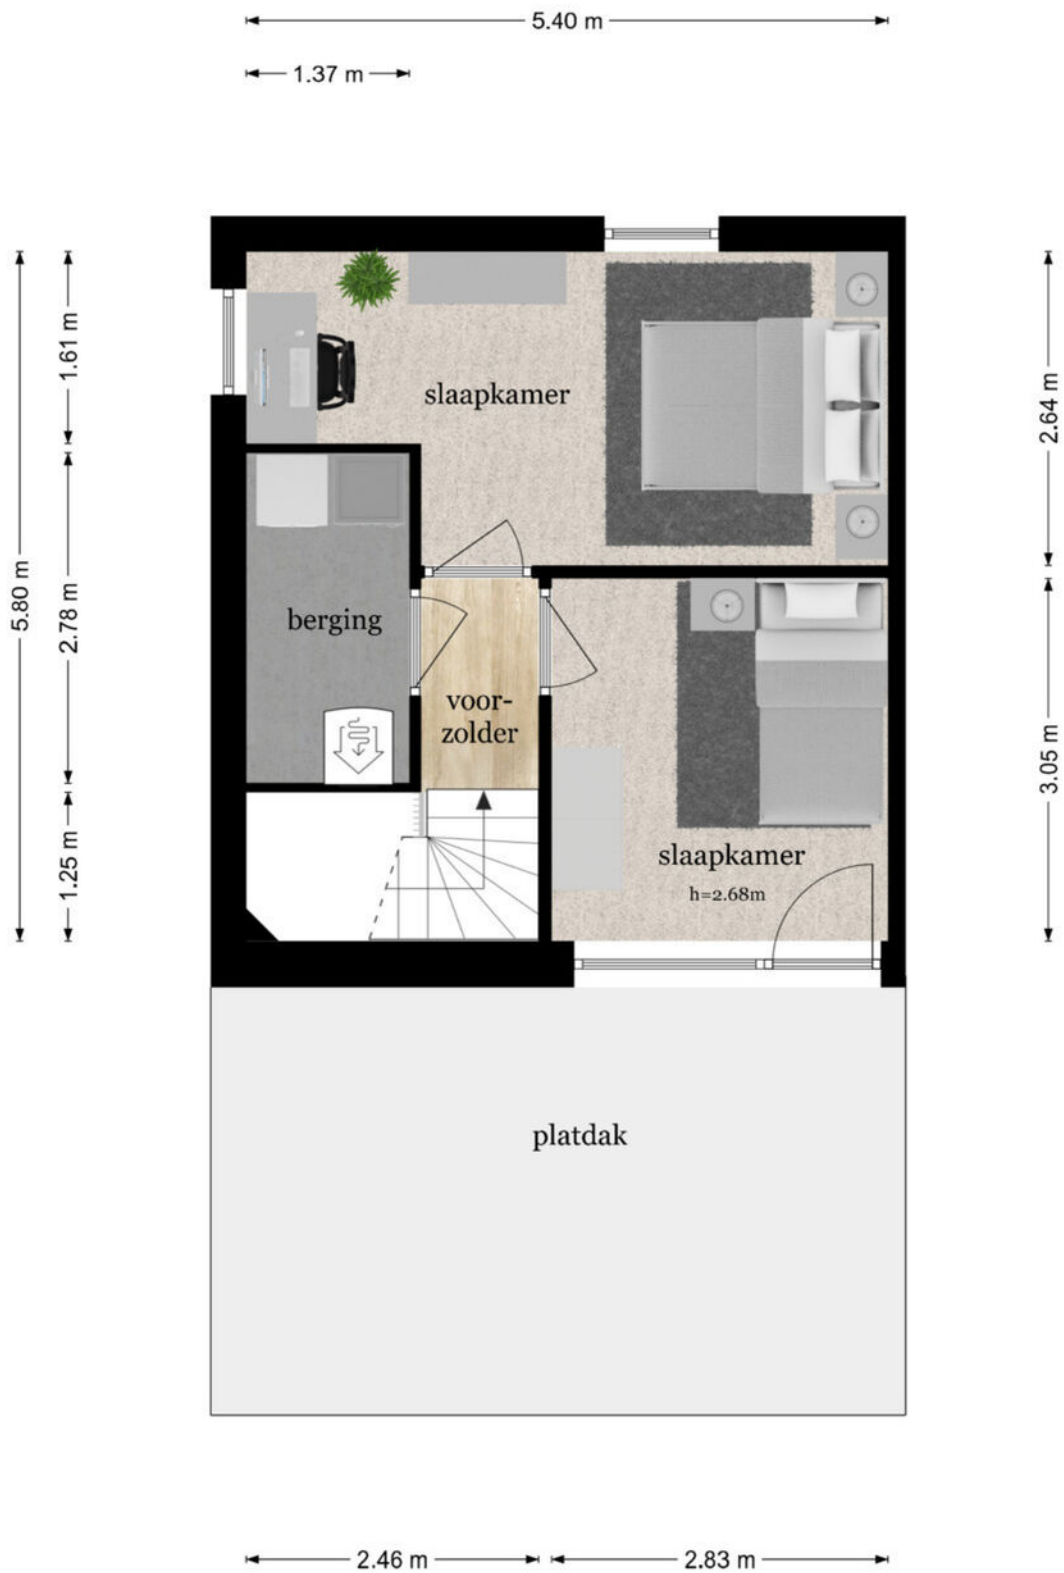 5.40 m
1.37 m
1.61 m
2.64 m
slaapkamer
5.80 m
2.78 m
berging
voor-
zolder
3.05 m
1.25 m
slaapkamer
h=2.68m
platdak
2.46 m
2.83 m